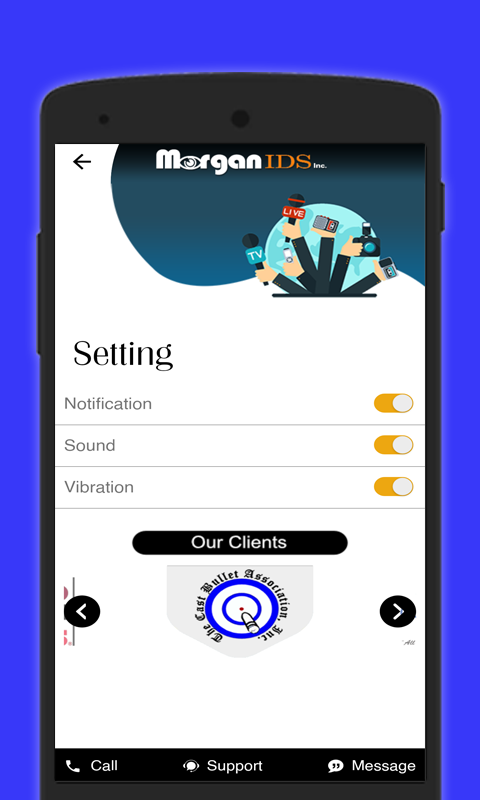 Morgan IDS Inc.
LIVE
TV
Setting
Notification
Sound
Vibration
Our Clients
The Cast Bullet Association, Inc.
Call
Support
Message